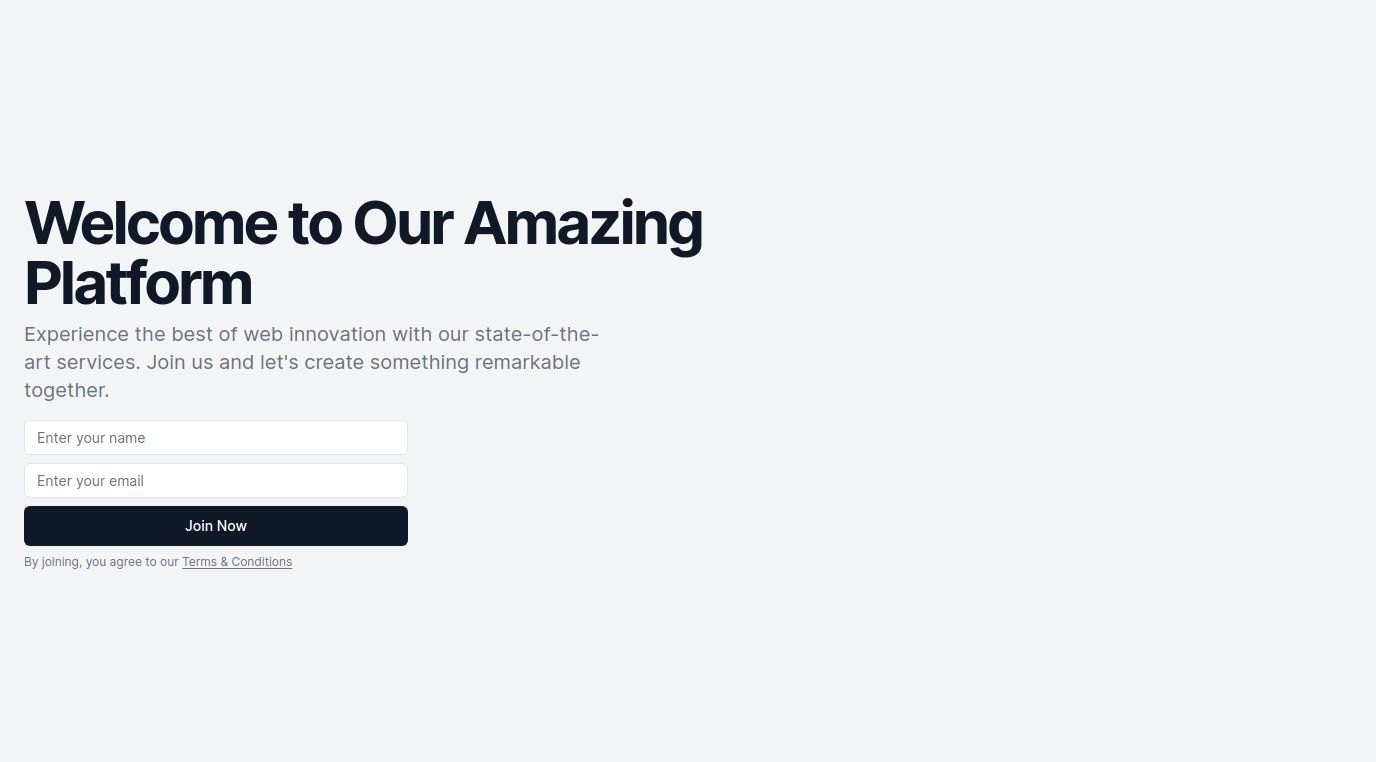 Welcome to Our Amazing
Platform
Experience the best of web innovation with our state-of-the-
art services. Join us and let's create something remarkable
together.
Enter your name
Enter your email
Join Now
By joining, you agree to our Terms & Conditions